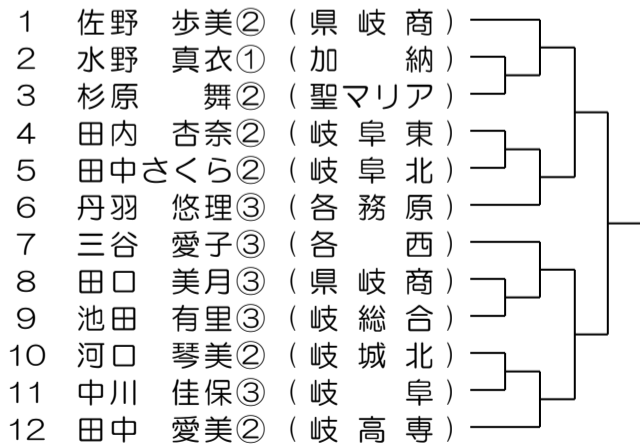 1 佐野 歩美② (県岐商)
2 水野 真衣① (加納)
3 杉原 舞② (聖マリア)
4 田内 杏奈② (岐阜東)
5 田中さくら② (岐阜北)
6 丹羽 悠理③ (各務原)
7 三谷 愛子③ (各西)
8 田口 美月③ (県岐商)
9 池田 有里③ (岐総合)
10 河口 琴美② (岐城北)
11 中川 佳保③ (岐阜)
12 田中 愛美② (岐高専)